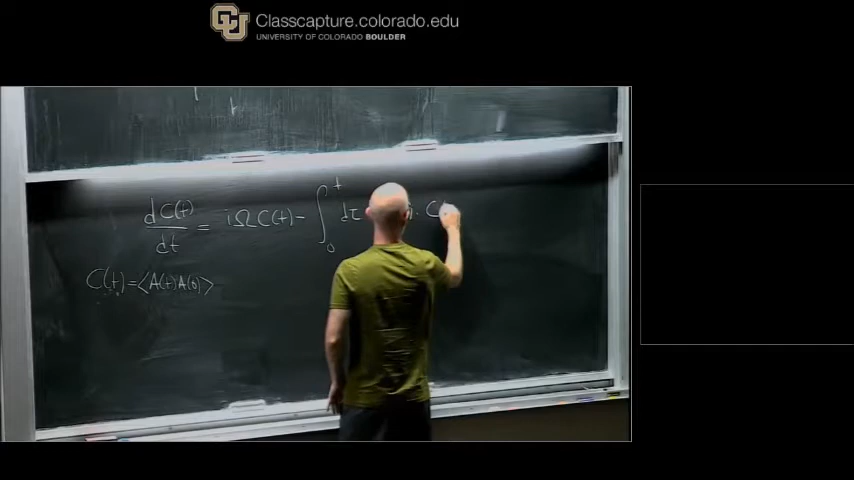 Classcapture.colorado.edu
UNIVERSITY OF COLORADO BOULDER
dC(t)/dt = iΩC(t) - ∫₀ᵗ dτ · C
C(t) = <A(t)A(0)>